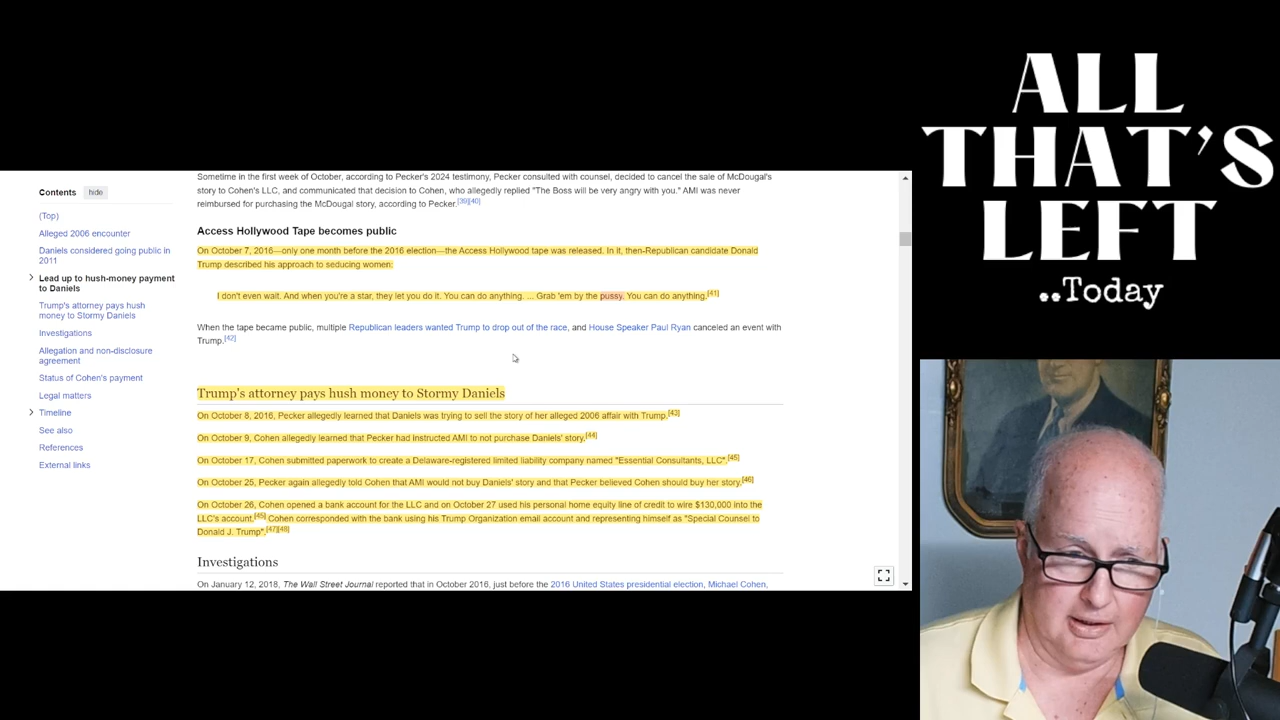 Sometime in the first week of October, according to Pecker's 2024 testimony, Pecker consulted with counsel, decided to cancel the sale of McDougal's
story to Cohen's LLC, and communicated that decision to Cohen, who allegedly replied "The Boss will be very angry with you." AMI was never
reimbursed for purchasing the McDougal story, according to Pecker.[39][40]
Contents hide
(Top)
Alleged 2006 encounter
Daniels considered going public in
2011
Lead up to hush-money payment
to Daniels
Trump's attorney pays hush
money to Stormy Daniels
Investigations
Allegation and non-disclosure
agreement
Status of Cohen's payment
Legal matters
Timeline
See also
References
External links
Access Hollywood Tape becomes public
On October 7, 2016—only one month before the 2016 election—the Access Hollywood tape was released. In it, then-Republican candidate Donald
Trump described his approach to seducing women:
I don't even wait. And when you're a star, they let you do it. You can do anything. ... Grab 'em by the pussy. You can do anything.[41]
When the tape became public, multiple Republican leaders wanted Trump to drop out of the race, and House Speaker Paul Ryan canceled an event with
Trump.[42]
Trump's attorney pays hush money to Stormy Daniels
On October 8, 2016, Pecker allegedly learned that Daniels was trying to sell the story of her alleged 2006 affair with Trump.[43]
On October 9, Cohen allegedly learned that Pecker had instructed AMI to not purchase Daniels' story.[44]
On October 17, Cohen submitted paperwork to create a Delaware-registered limited liability company named "Essential Consultants, LLC".[45]
On October 25, Pecker again allegedly told Cohen that AMI would not buy Daniels' story and that Pecker believed Cohen should buy her story.[46]
On October 26, Cohen opened a bank account for the LLC and on October 27 used his personal home equity line of credit to wire $130,000 into the
LLC's account.[45] Cohen corresponded with the bank using his Trump Organization email account and representing himself as "Special Counsel to
Donald J. Trump".[47][48]
Investigations
On January 12, 2018, The Wall Street Journal reported that in October 2016, just before the 2016 United States presidential election, Michael Cohen,
ALL
THAT'S
LEFT
..Today